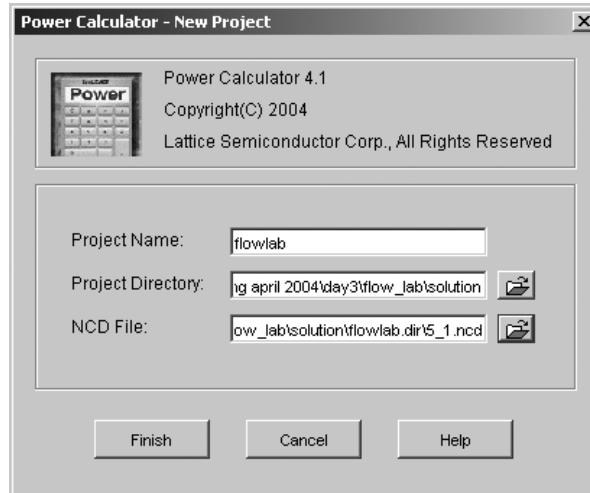 Power Calculator - New Project
Power
Power Calculator 4.1
Copyright(C) 2004
Lattice Semiconductor Corp., All Rights Reserved
Project Name:
flowlab
Project Directory:
ng april 2004\day3\flow_lab\solution
NCD File:
ow_lab\solution\flowlab.dir\5_1.ncd
Finish
Cancel
Help